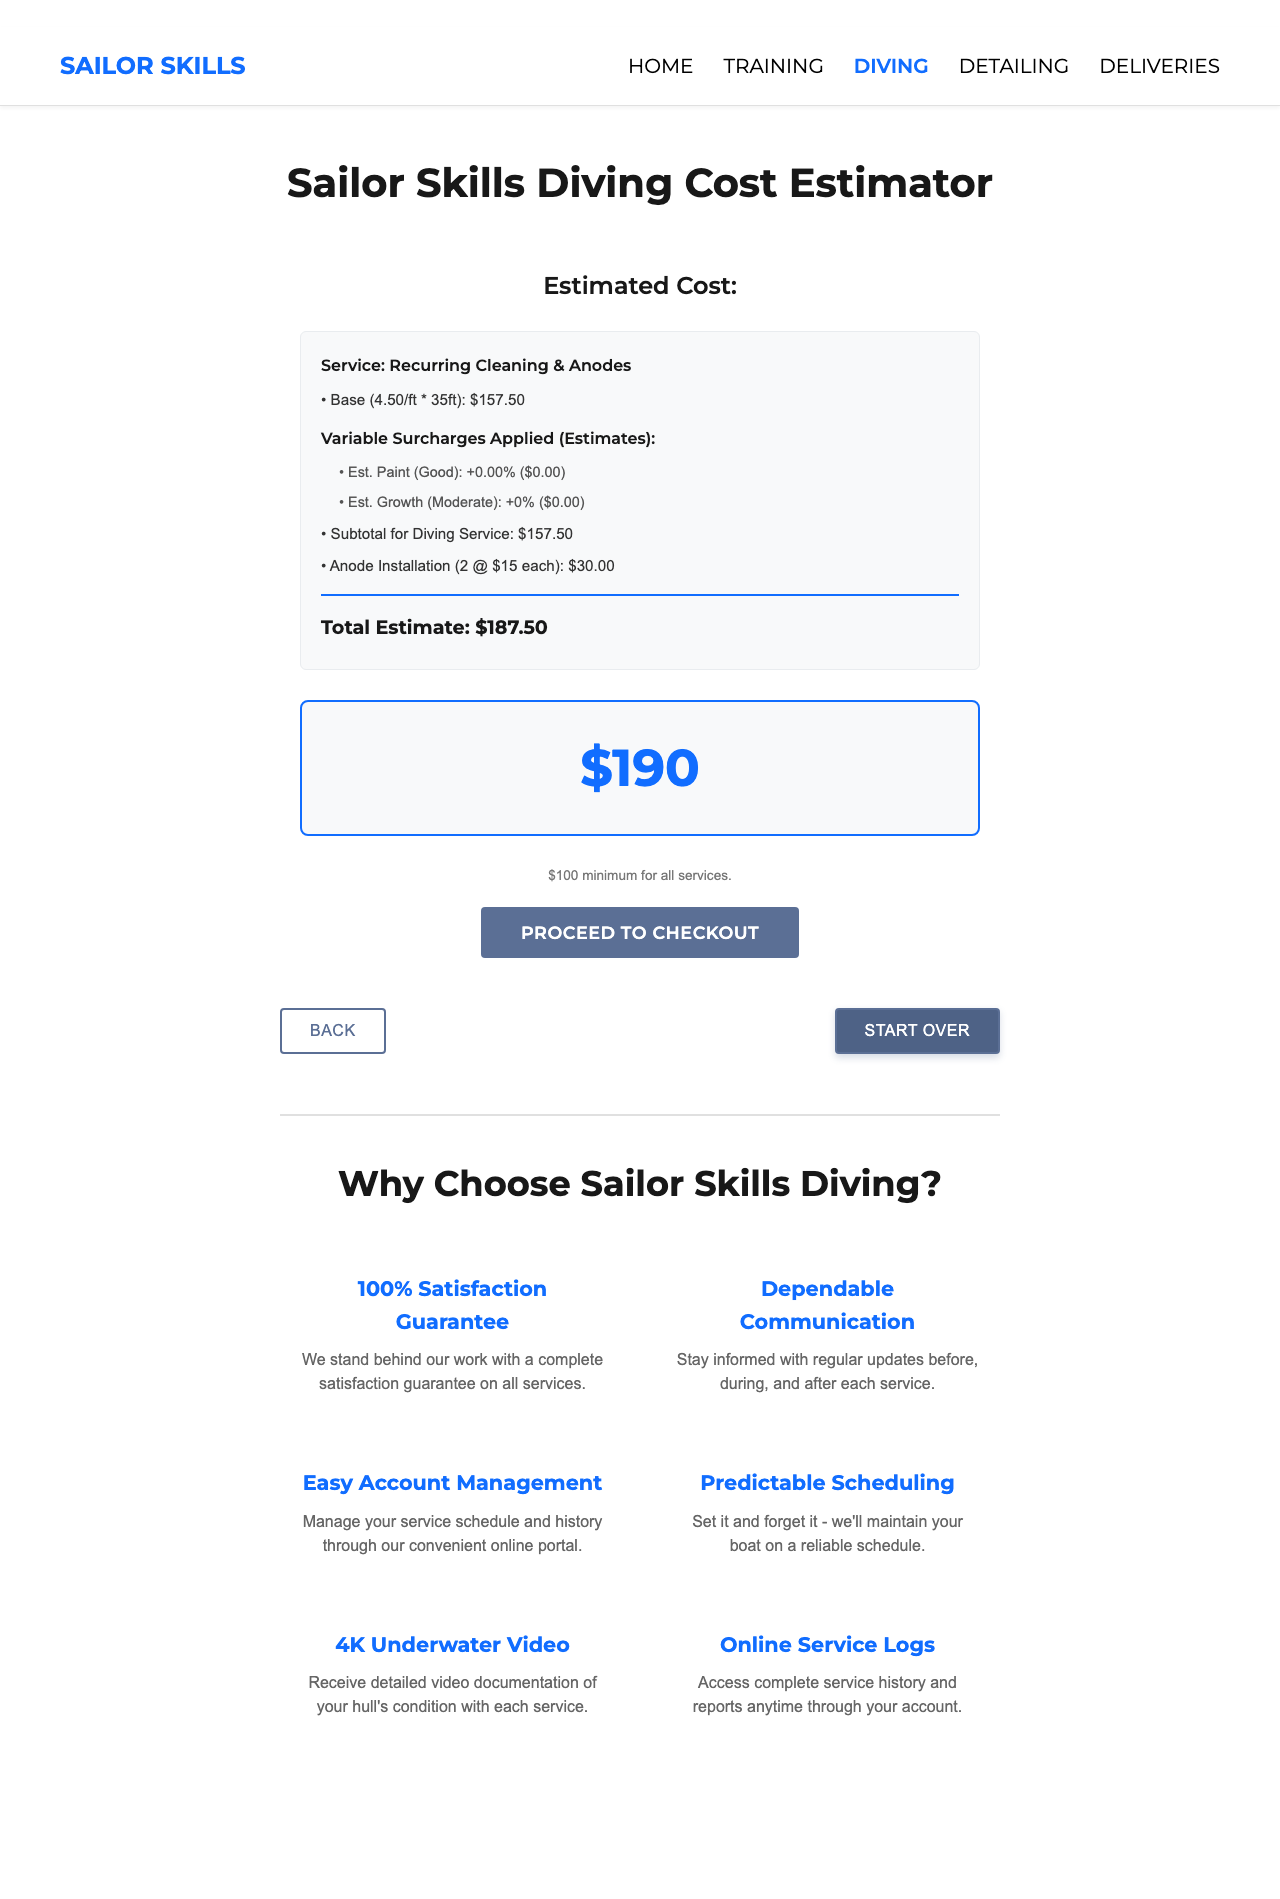 SAILOR SKILLS
HOME TRAINING DIVING DETAILING DELIVERIES
Sailor Skills Diving Cost Estimator
Estimated Cost:
Service: Recurring Cleaning & Anodes
• Base (4.50/ft * 35ft): $157.50
Variable Surcharges Applied (Estimates):
• Est. Paint (Good): +0.00% ($0.00)
• Est. Growth (Moderate): +0% ($0.00)
• Subtotal for Diving Service: $157.50
• Anode Installation (2 @ $15 each): $30.00
Total Estimate: $187.50
$190
$100 minimum for all services.
PROCEED TO CHECKOUT
BACK
START OVER
Why Choose Sailor Skills Diving?
100% Satisfaction
Guarantee
We stand behind our work with a complete
satisfaction guarantee on all services.
Dependable
Communication
Stay informed with regular updates before,
during, and after each service.
Easy Account Management
Manage your service schedule and history
through our convenient online portal.
Predictable Scheduling
Set it and forget it - we'll maintain your
boat on a reliable schedule.
4K Underwater Video
Receive detailed video documentation of
your hull's condition with each service.
Online Service Logs
Access complete service history and
reports anytime through your account.